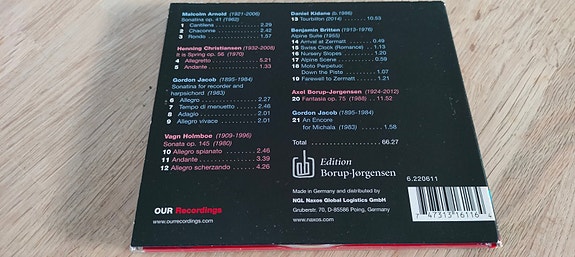 Malcolm Arnold (1921-2006)
Sonatina op. 41 (1962)
1 Cantilena 2.29
2 Chaconne 2.42
3 Rondo 1.57
Henning Christiansen (1932-2008)
It is Spring op. 56 (1970)
4 Allegretto 5.21
5 Andante 1.33
Gordon Jacob (1895-1984)
Sonatina for recorder and
harpsichord (1983)
6 Allegro 2.27
7 Tempo di menuetto 2.46
8 Adagio 2.01
9 Allegro vivace 2.01
Vagn Holmboe (1909-1996)
Sonata op. 145 (1980)
10 Allegro spianato 2.46
11 Andante 3.39
12 Allegro scherzando 4.26
OUR Recordings
www.ourrecordings.com
Daniel Kidane (b.1986)
13 Tourbillon (2014) 10.53
Benjamin Britten (1913-1976)
Alpine Suite (1955)
14 Arrival at Zermatt 0.49
15 Swiss Clock (Romance) 1.13
16 Nursery Slopes 1.20
17 Alpine Scene 0.59
18 Moto Perpetuo:
Down the Piste 1.07
19 Farewell to Zermatt 1.21
Axel Borup-Jørgensen (1924-2012)
20 Fantasia op. 75 (1988) 11.52
Gordon Jacob (1895-1984)
21 An Encore
for Michala (1983) 1.58
Total 66.27
Edition
Borup-Jørgensen
Made in Germany and distributed by
NGL Naxos Global Logistics GmbH
Gruberstr. 70, D-85586 Poing, Germany
www.naxos.com
6.220611
7 47313 16116 4